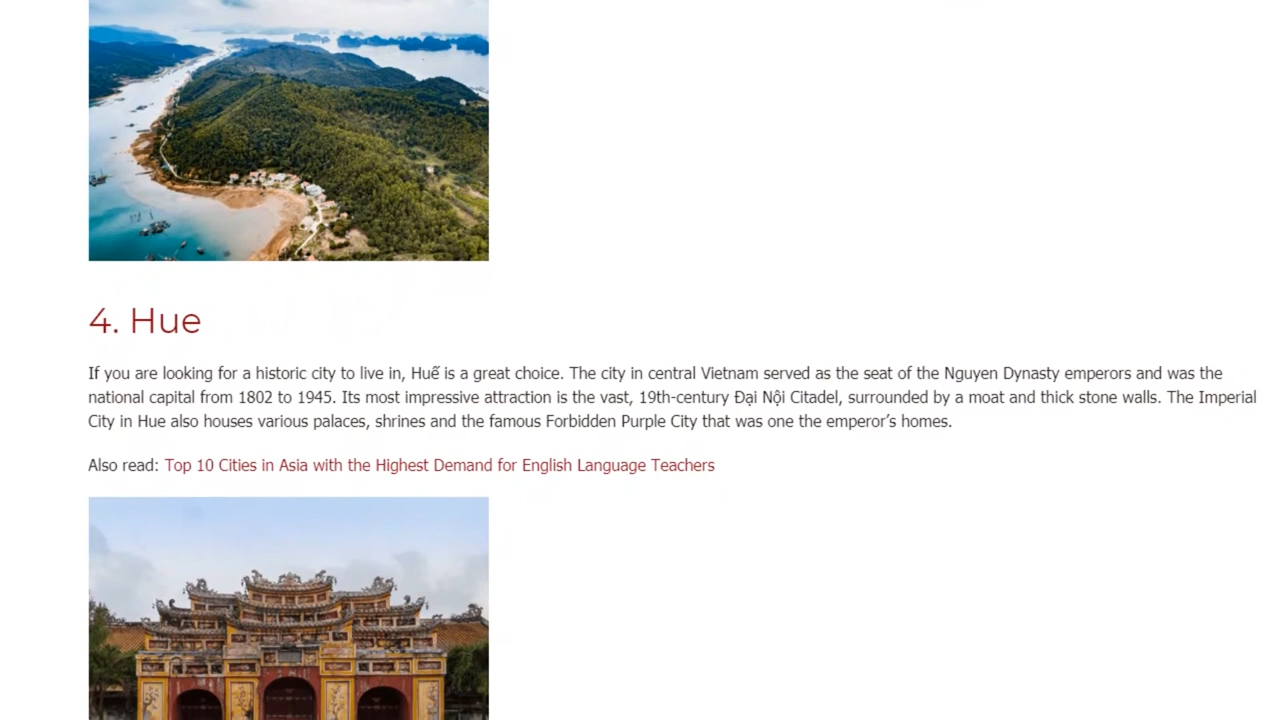 4. Hue
If you are looking for a historic city to live in, Huế is a great choice. The city in central Vietnam served as the seat of the Nguyen Dynasty emperors and was the
national capital from 1802 to 1945. Its most impressive attraction is the vast, 19th-century Đại Nội Citadel, surrounded by a moat and thick stone walls. The Imperial
City in Hue also houses various palaces, shrines and the famous Forbidden Purple City that was one the emperor’s homes.
Also read: Top 10 Cities in Asia with the Highest Demand for English Language Teachers